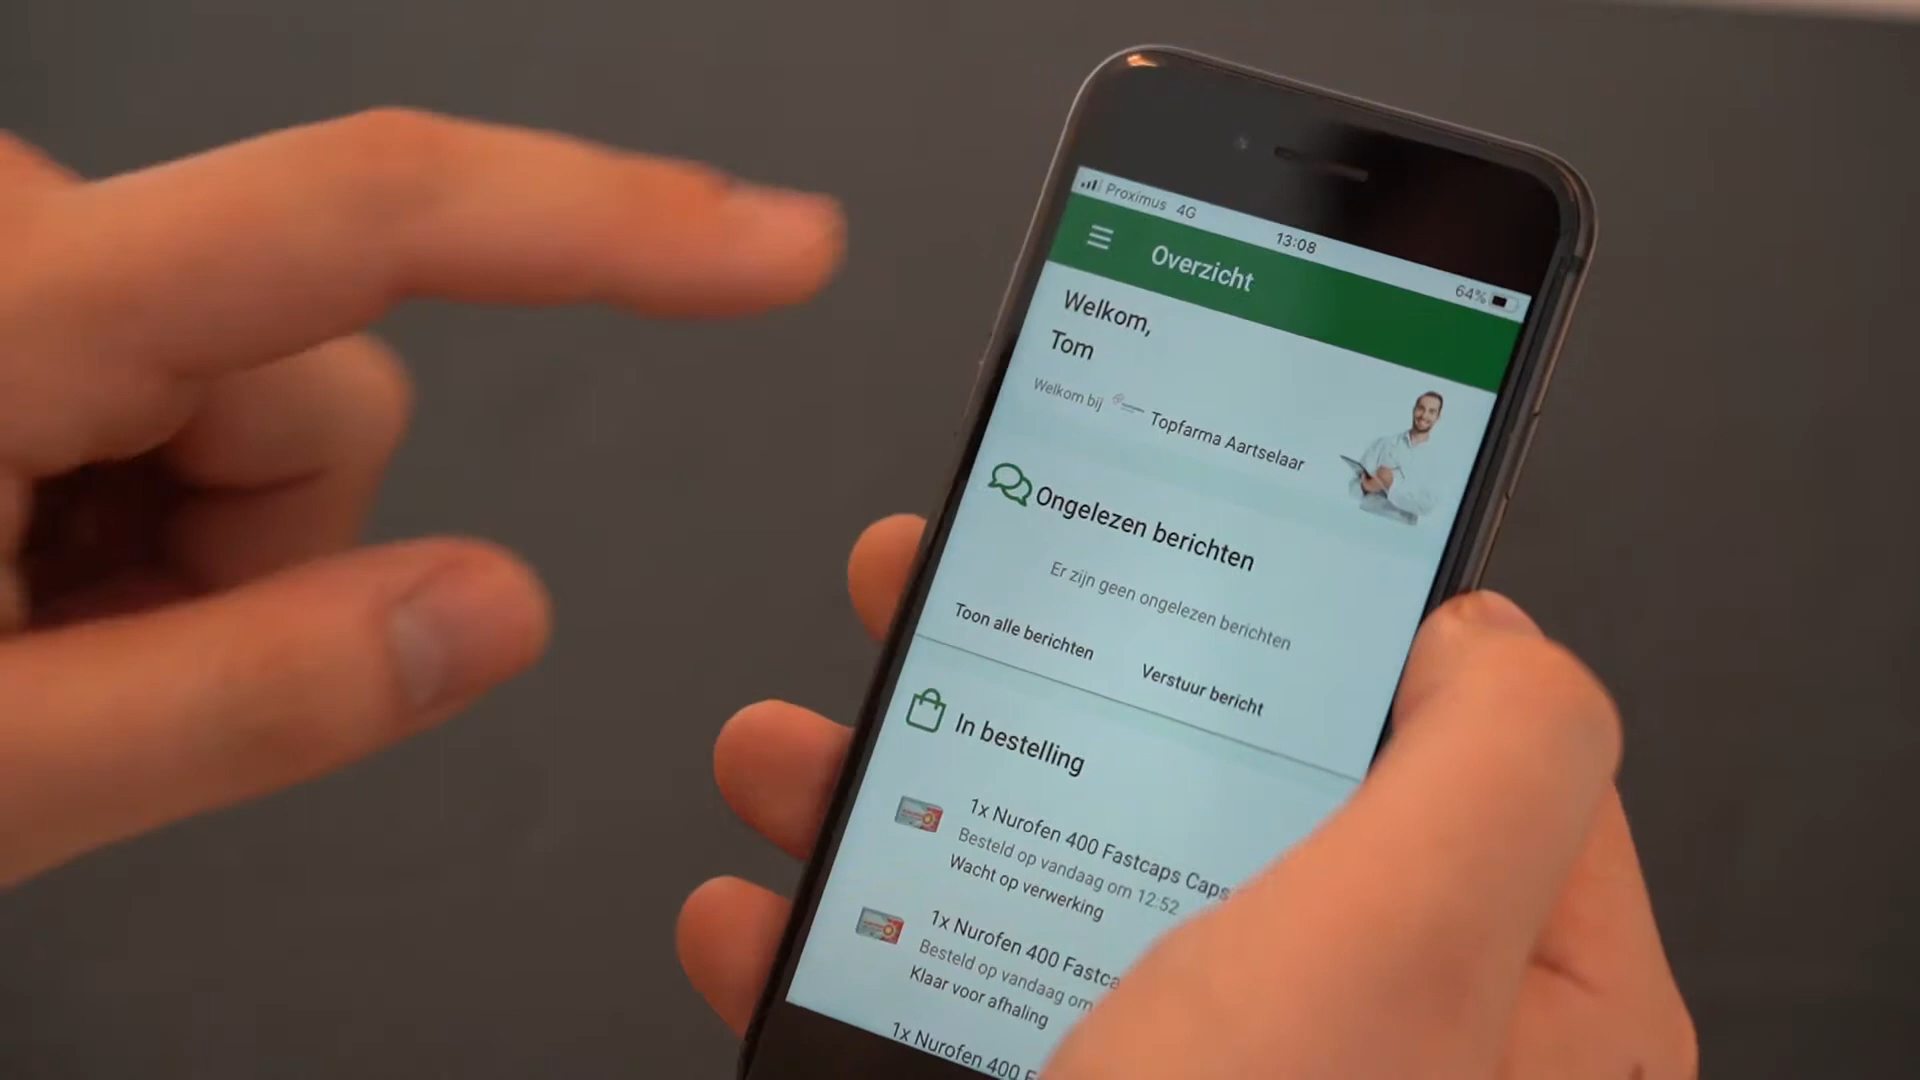 Proximus 4G
13:08
64%
Overzicht
Welkom,
Tom
Welkom bij Topfarma Aartselaar
Ongelezen berichten
Er zijn geen ongelezen berichten
Toon alle berichten
Verstuur bericht
In bestelling
1x Nurofen 400 Fastcaps Caps
Besteld op vandaag om 12:52
Wacht op verwerking
1x Nurofen 400 Fastca
Besteld op vandaag om
Klaar voor afhaling
1x Nurofen 400 F